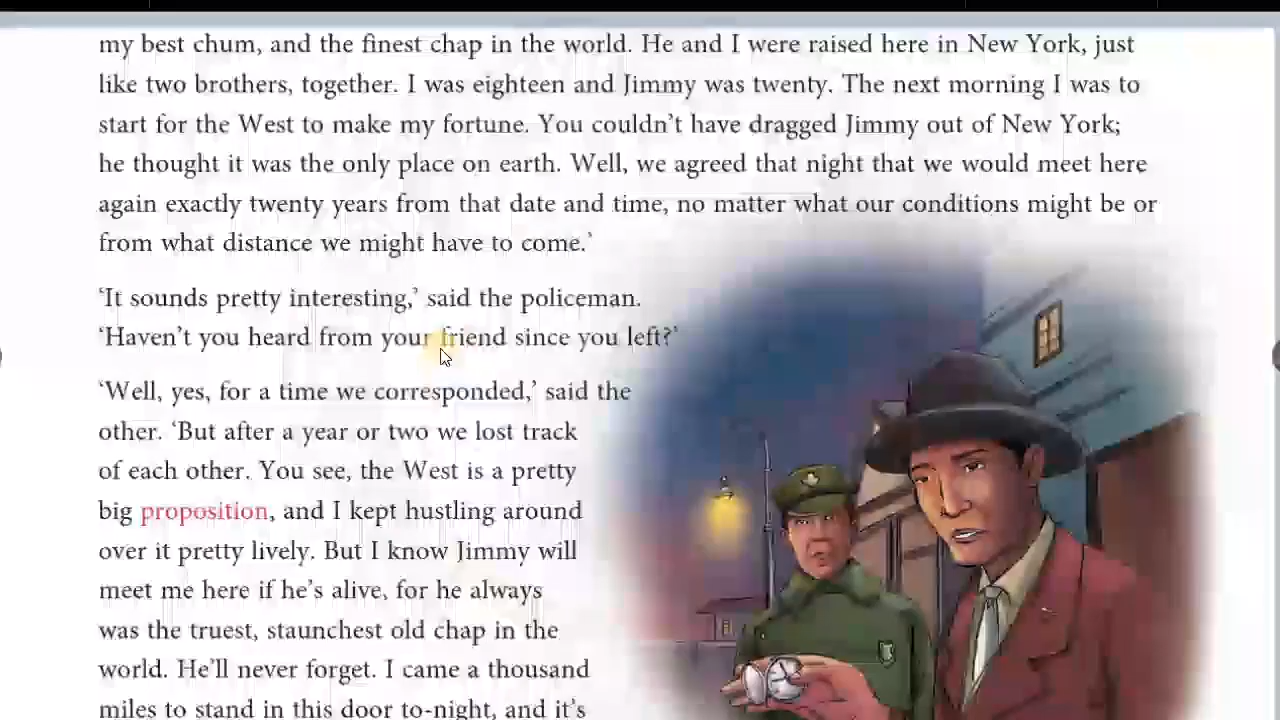 my best chum, and the finest chap in the world. He and I were raised here in New York, just
like two brothers, together. I was eighteen and Jimmy was twenty. The next morning I was to
start for the West to make my fortune. You couldn’t have dragged Jimmy out of New York;
he thought it was the only place on earth. Well, we agreed that night that we would meet here
again exactly twenty years from that date and time, no matter what our conditions might be or
from what distance we might have to come.’
‘It sounds pretty interesting,’ said the policeman.
‘Haven’t you heard from your friend since you left?’
‘Well, yes, for a time we corresponded,’ said the
other. ‘But after a year or two we lost track
of each other. You see, the West is a pretty
big proposition, and I kept hustling around
over it pretty lively. But I know Jimmy will
meet me here if he’s alive, for he always
was the truest, staunchest old chap in the
world. He’ll never forget. I came a thousand
miles to stand in this door to-night, and it’s